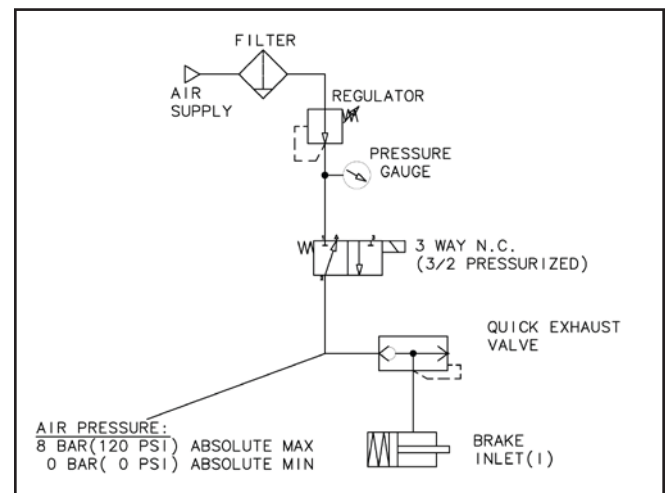 FILTER
AIR
SUPPLY
REGULATOR
PRESSURE
GAUGE
3 WAY N.C.
(3/2 PRESSURIZED)
QUICK EXHAUST
VALVE
AIR PRESSURE:
8 BAR(120 PSI) ABSOLUTE MAX
0 BAR( 0 PSI) ABSOLUTE MIN
BRAKE
INLET(1)